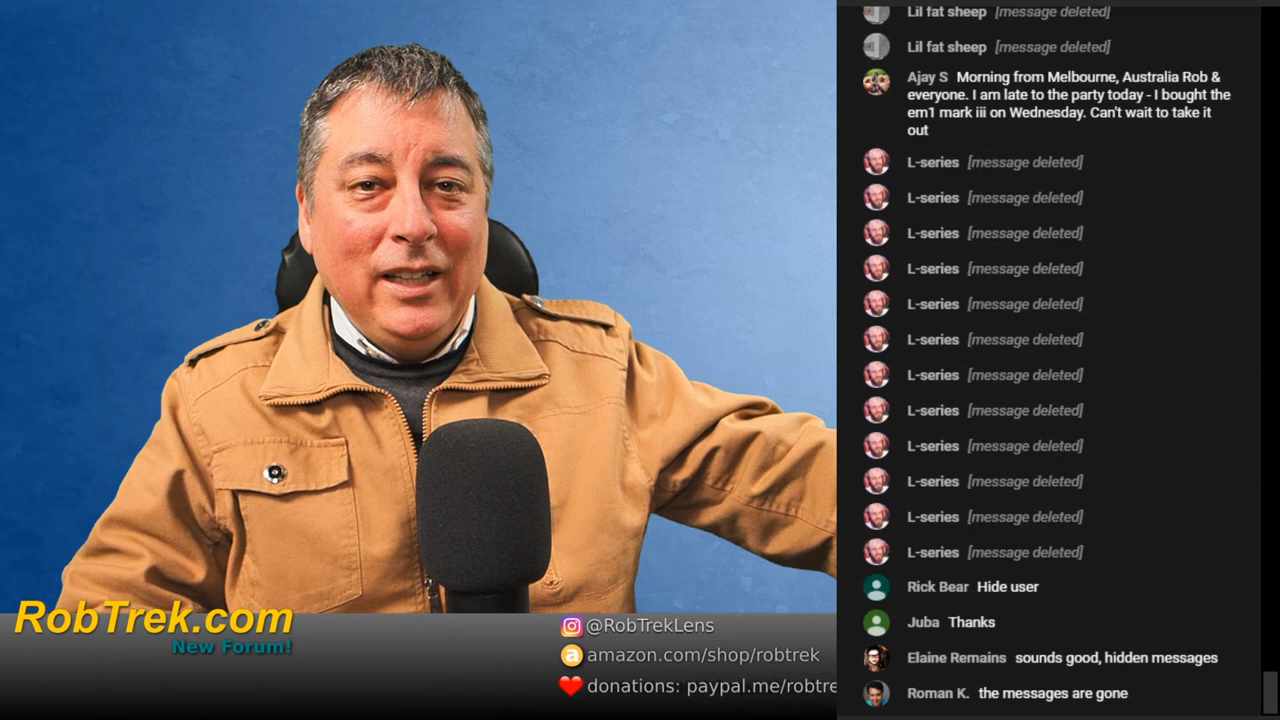 RobTrek.com
New Forum!
@RobTrekLens
amazon.com/shop/robtrek
donations: paypal.me/robtre
Lil fat sheep [message deleted]
Lil fat sheep [message deleted]
Ajay S Morning from Melbourne, Australia Rob &
everyone. I am late to the party today - I bought the
em1 mark iii on Wednesday. Can't wait to take it
out
L-series [message deleted]
L-series [message deleted]
L-series [message deleted]
L-series [message deleted]
L-series [message deleted]
L-series [message deleted]
L-series [message deleted]
L-series [message deleted]
L-series [message deleted]
L-series [message deleted]
L-series [message deleted]
L-series [message deleted]
Rick Bear Hide user
Juba Thanks
Elaine Remains sounds good, hidden messages
Roman K. the messages are gone